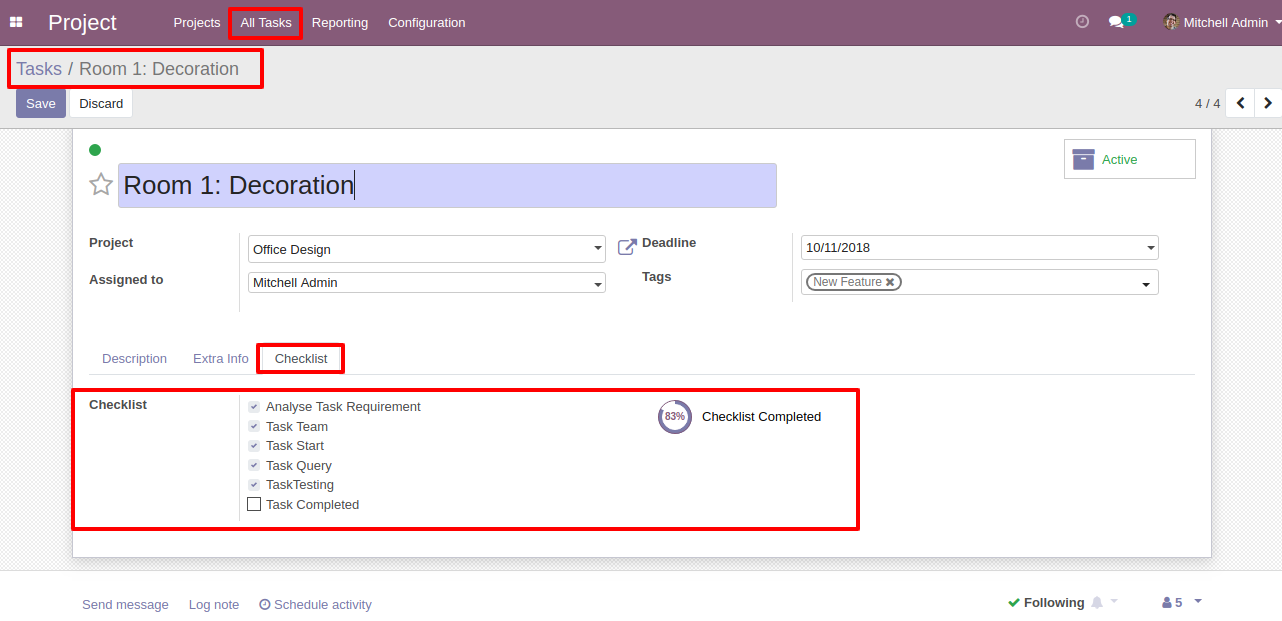 Project Projects All Tasks Reporting Configuration 1 Mitchell Admin
Tasks / Room 1: Decoration
Save Discard 4 / 4
Active
Room 1: Decoration
Project Office Design Deadline 10/11/2018
Assigned to Mitchell Admin Tags New Feature
Description Extra Info Checklist
Checklist
Analyse Task Requirement
Task Team
Task Start
Task Query
TaskTesting
Task Completed
83% Checklist Completed
Send message Log note Schedule activity Following 5